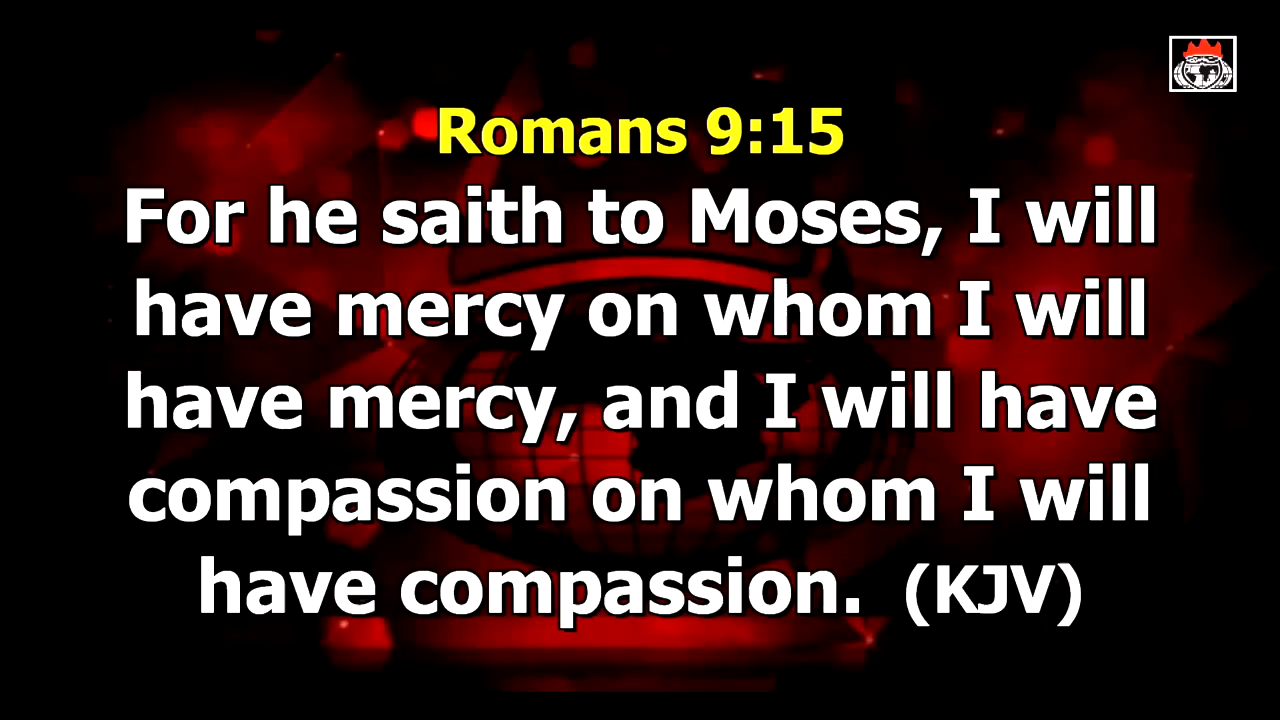 Romans 9:15
For he saith to Moses, I will
have mercy on whom I will
have mercy, and I will have
compassion on whom I will
have compassion. (KJV)